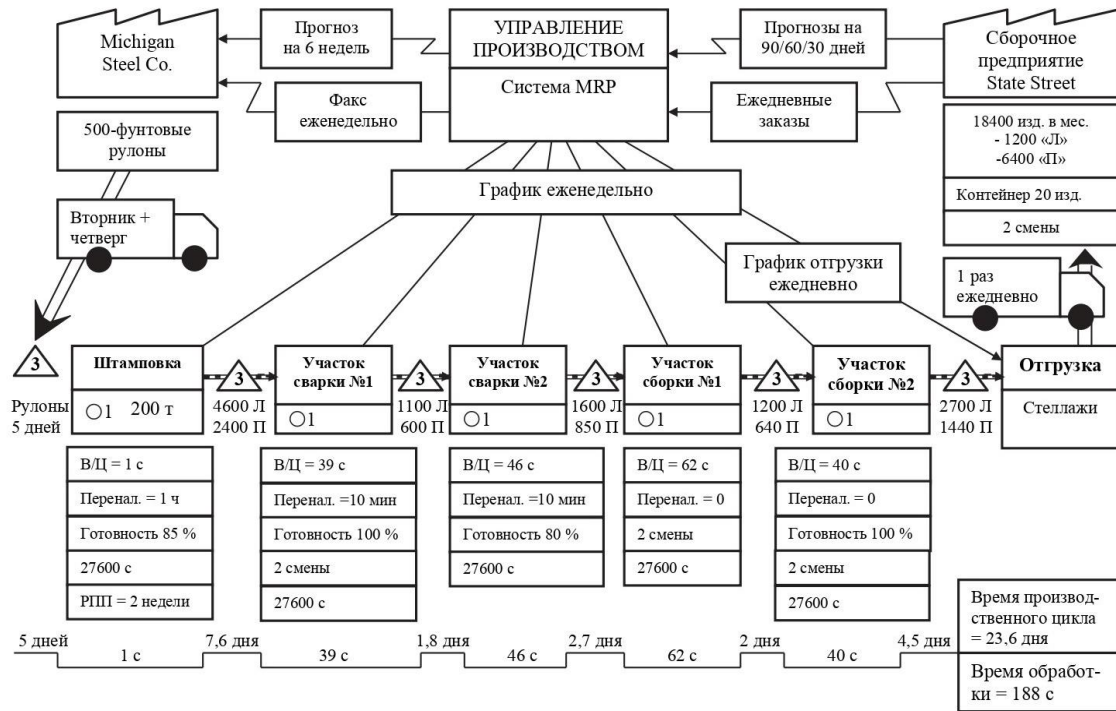 Michigan
Steel Co.
Прогноз
на 6 недель
УПРАВЛЕНИЕ
ПРОИЗВОДСТВОМ
Прогнозы на
90/60/30 дней
Сборочное
предприятие
State Street
Факс
еженедельно
Система MRP
Ежедневные
заказы
500-фунтовые
рулоны
18400 изд. в мес.
- 1200 «Л»
-6400 «П»
Контейнер 20 изд.
2 смены
График еженедельно
Вторник +
четверг
График отгрузки
ежедневно
1 раз
ежедневно
3
Рулоны
5 дней
Штамповка
1 200 т
3
4600 Л
2400 П
Участок
сварки №1
1
3
1100 Л
600 П
Участок
сварки №2
1
3
1600 Л
850 П
Участок
сборки №1
1
3
1200 Л
640 П
Участок
сборки №2
1
3
2700 Л
1440 П
Отгрузка
Стеллажи
В/Ц = 1 с
Перенал. = 1 ч
Готовность 85 %
27600 с
РПП = 2 недели
В/Ц = 39 с
Перенал. =10 мин
Готовность 100 %
2 смены
27600 с
В/Ц = 46 с
Перенал. =10 мин
Готовность 80 %
27600 с
В/Ц = 62 с
Перенал. = 0
2 смены
27600 с
В/Ц = 40 с
Перенал. = 0
Готовность 100 %
2 смены
27600 с
5 дней
1 с
7,6 дня
39 с
1,8 дня
46 с
2,7 дня
62 с
2 дня
40 с
4,5 дня
Время производ-
ственного цикла
= 23,6 дня
Время обработ-
ки = 188 с